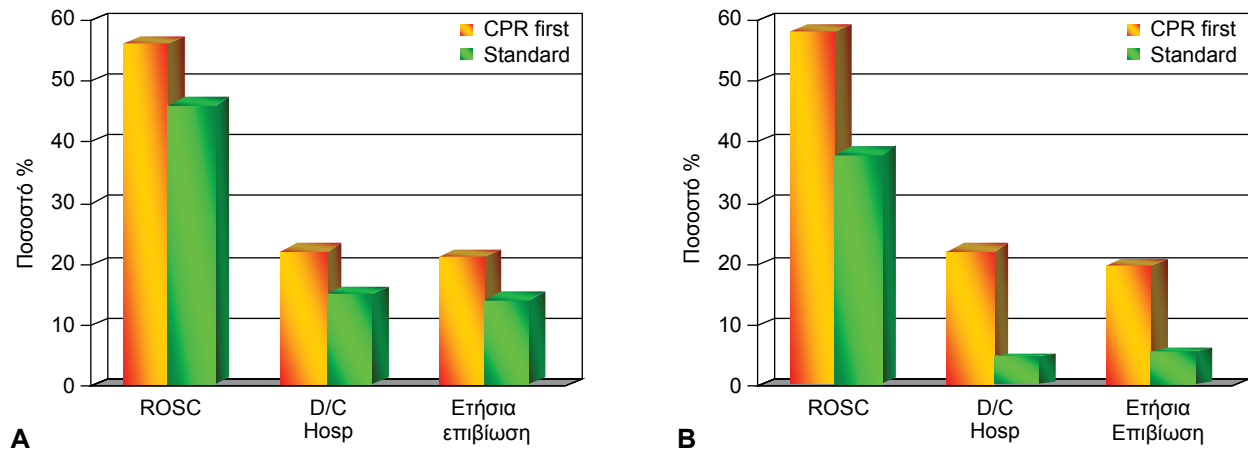 60
50
40
30
20
10
0
Ποσοστό %
CPR first
Standard
ROSC
D/C
Hosp
Ετήσια
επιβίωση
A
60
50
40
30
20
10
0
Ποσοστό %
CPR first
Standard
ROSC
D/C
Hosp
Ετήσια
Επιβίωση
B